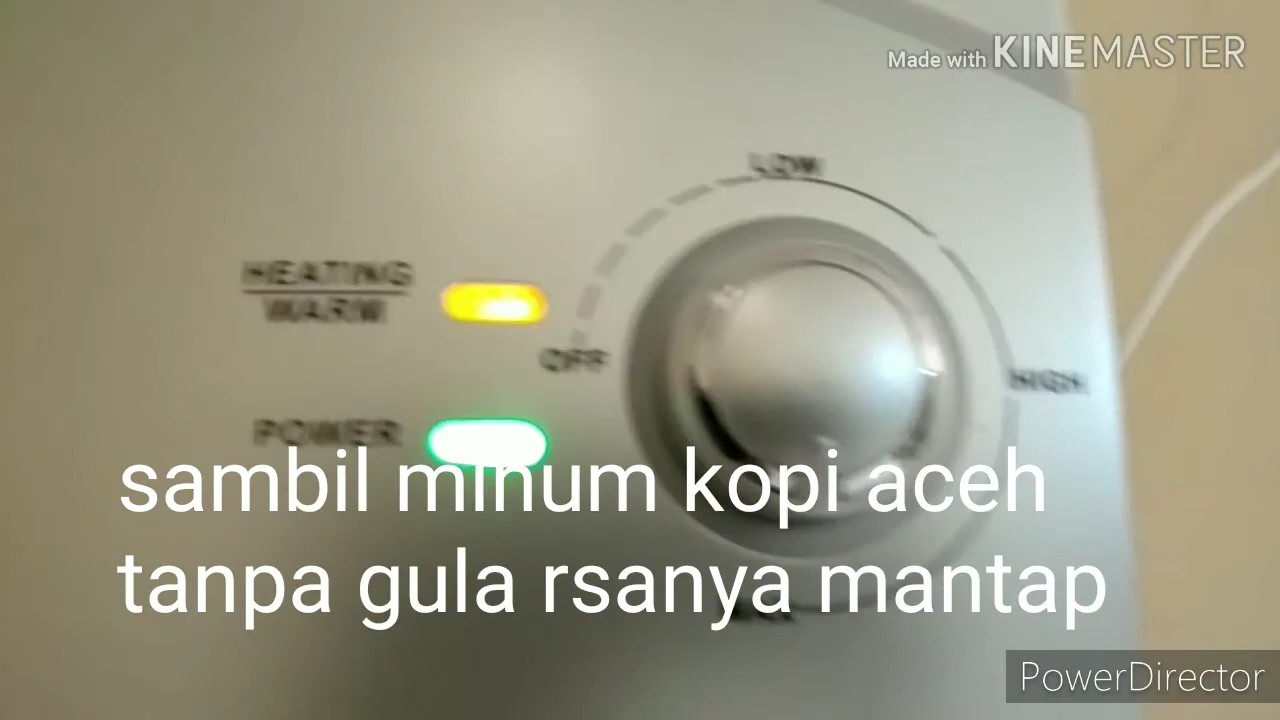 Made with KINEMASTER
LOW
HEATING
WARM
OFF
HIGH
POWER
sambil minum kopi aceh
tanpa gula rsanya mantap
PowerDirector